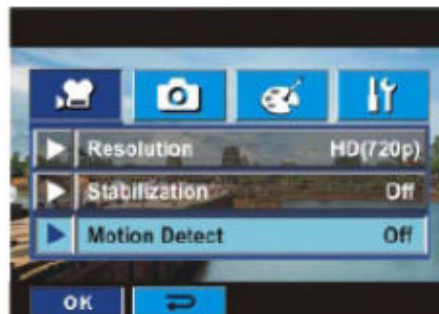 Resolution HD(720p)
Stabilization Off
Motion Detect Off
OK